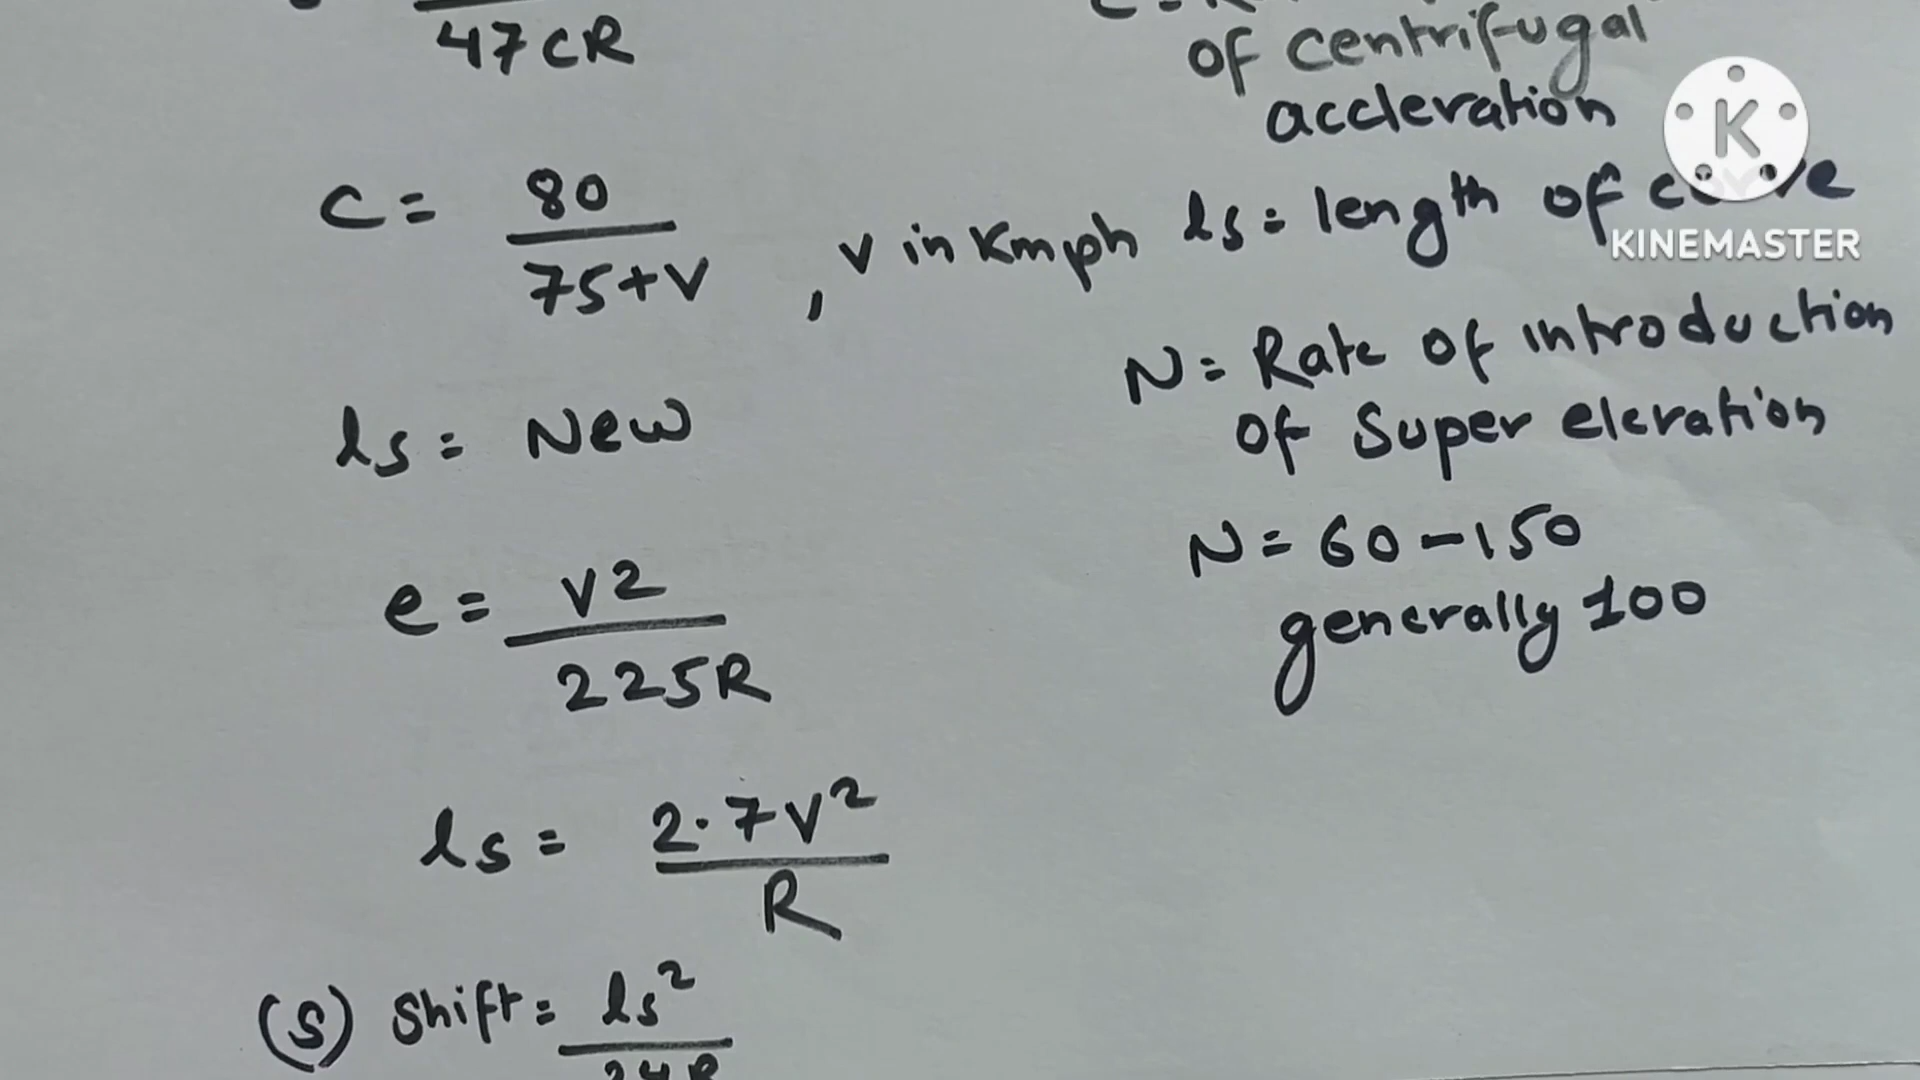 47CR
of centrifugal
accleration
C = 80
75+V
, V in Kmph
ls = length of
KINEMASTER
N = Rate of introduction
of Super elevation
ls = New
N = 60-150
generally 100
e = V2
225R
ls = 2.7V²
R
(S) Shift = ls²
24R